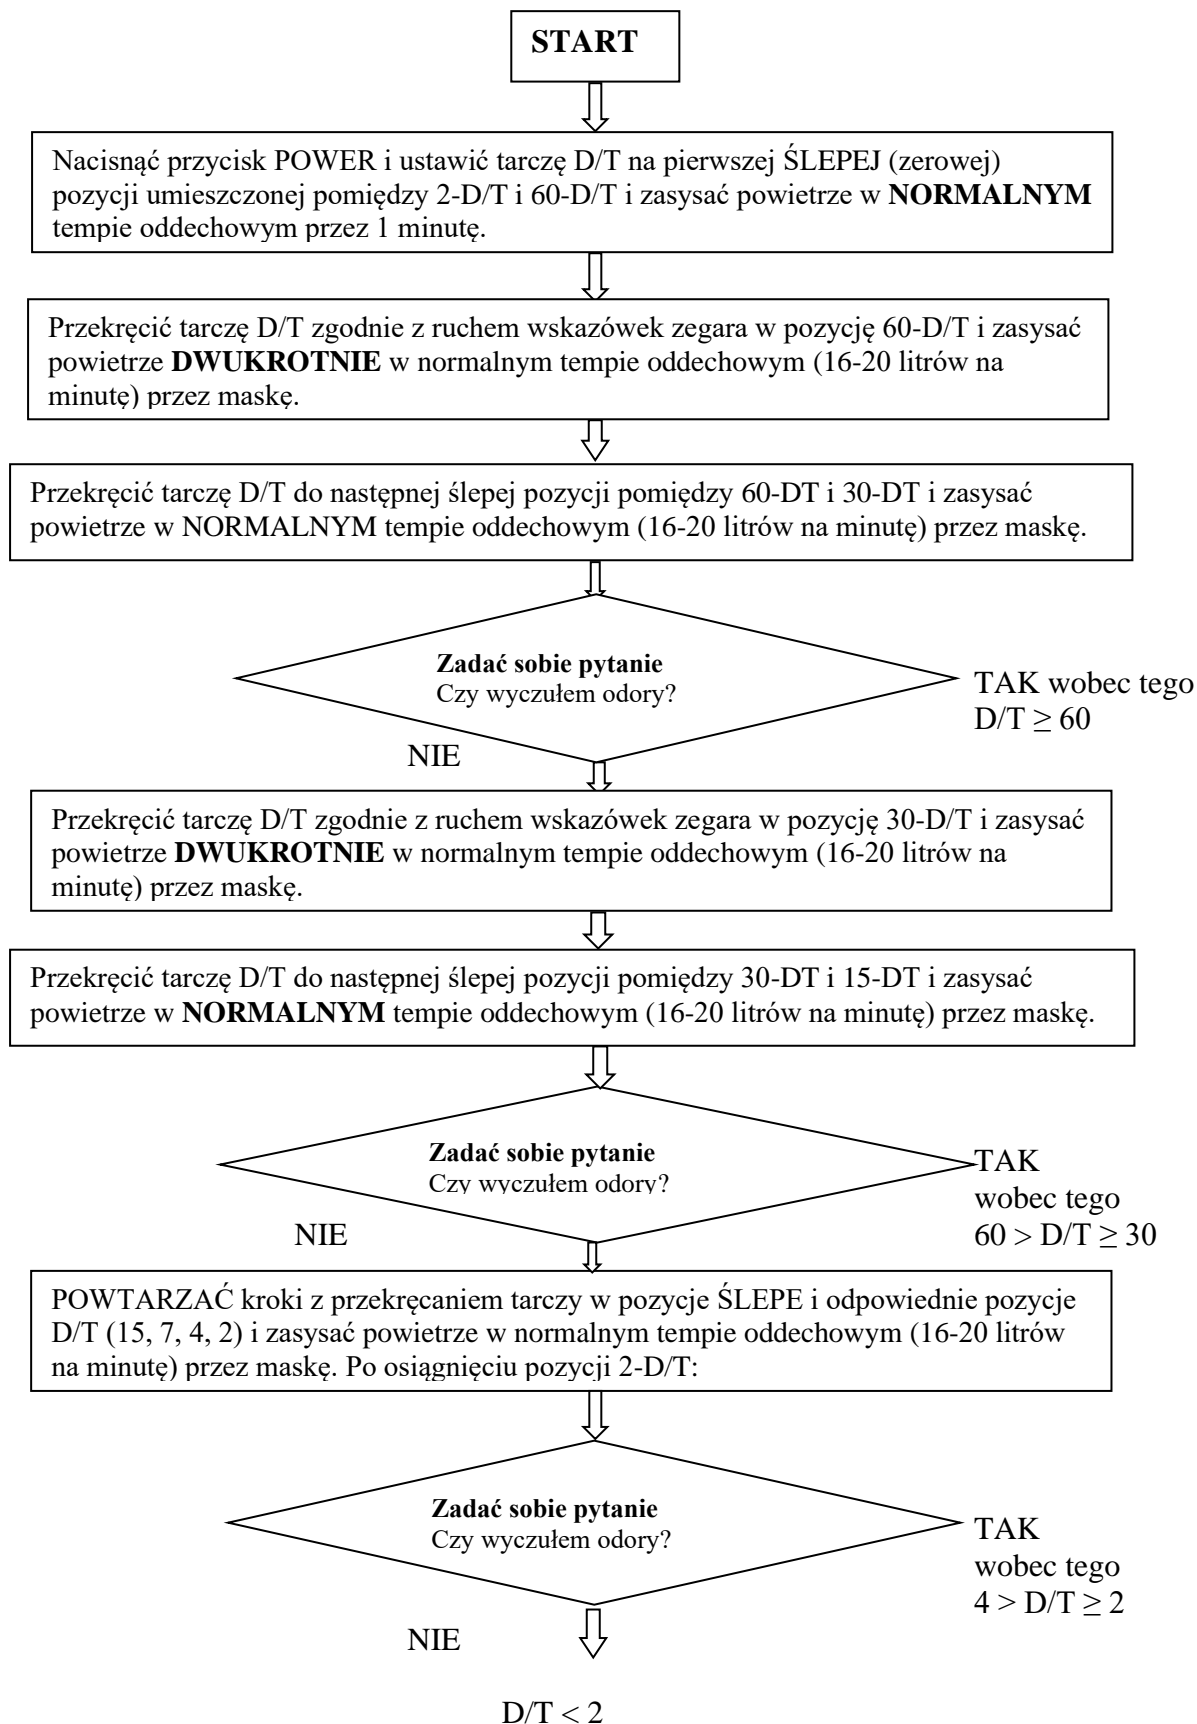 START
Nacisnąć przycisk POWER i ustawić tarczę D/T na pierwszej ŚLEPEJ (zerowej)
pozycji umieszczonej pomiędzy 2-D/T i 60-D/T i zasysać powietrze w NORMALNYM
tempie oddechowym przez 1 minutę.
Przekręcić tarczę D/T zgodnie z ruchem wskazówek zegara w pozycję 60-D/T i zasysać
powietrze DWUKROTNIE w normalnym tempie oddechowym (16-20 litrów na
minutę) przez maskę.
Przekręcić tarczę D/T do następnej ślepej pozycji pomiędzy 60-DT i 30-DT i zasysać
powietrze w NORMALNYM tempie oddechowym (16-20 litrów na minutę) przez maskę.
Zadać sobie pytanie
Czy wyczułem odory?
TAK wobec tego
D/T ≥ 60
NIE
Przekręcić tarczę D/T zgodnie z ruchem wskazówek zegara w pozycję 30-D/T i zasysać
powietrze DWUKROTNIE w normalnym tempie oddechowym (16-20 litrów na
minutę) przez maskę.
Przekręcić tarczę D/T do następnej ślepej pozycji pomiędzy 30-DT i 15-DT i zasysać
powietrze w NORMALNYM tempie oddechowym (16-20 litrów na minutę) przez maskę.
Zadać sobie pytanie
Czy wyczułem odory?
TAK
wobec tego
60 > D/T ≥ 30
NIE
POWTARZAĆ kroki z przekręcaniem tarczy w pozycje ŚLEPE i odpowiednie pozycje
D/T (15, 7, 4, 2) i zasysać powietrze w normalnym tempie oddechowym (16-20 litrów
na minutę) przez maskę. Po osiągnięciu pozycji 2-D/T:
Zadać sobie pytanie
Czy wyczułem odory?
TAK
wobec tego
4 > D/T ≥ 2
NIE
D/T < 2